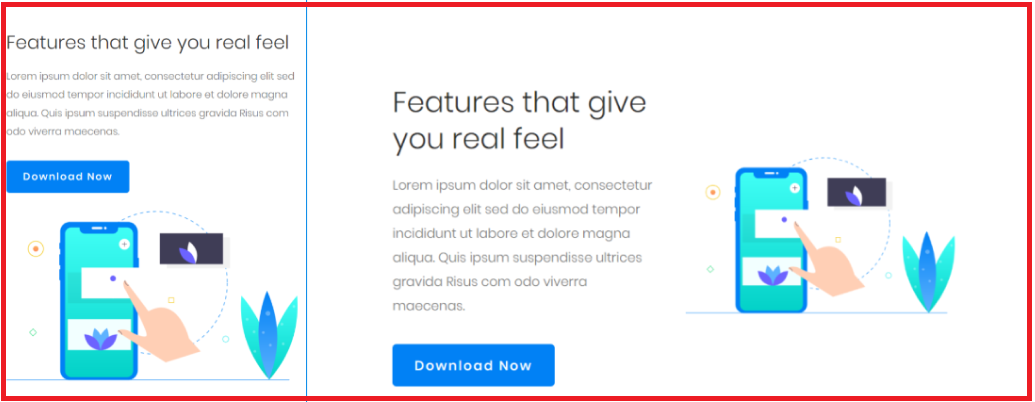 Features that give you real feel
Lorem ipsum dolor sit amet, consectetur adipiscing elit sed
do eiusmod tempor incididunt ut labore et dolore magna
aliqua. Quis ipsum suspendisse ultrices gravida Risus com
odo viverra maecenas.
Download Now
Features that give
you real feel
Lorem ipsum dolor sit amet, consectetur
adipiscing elit sed do eiusmod tempor
incididunt ut labore et dolore magna
aliqua. Quis ipsum suspendisse ultrices
gravida Risus com odo viverra
maecenas.
Download Now